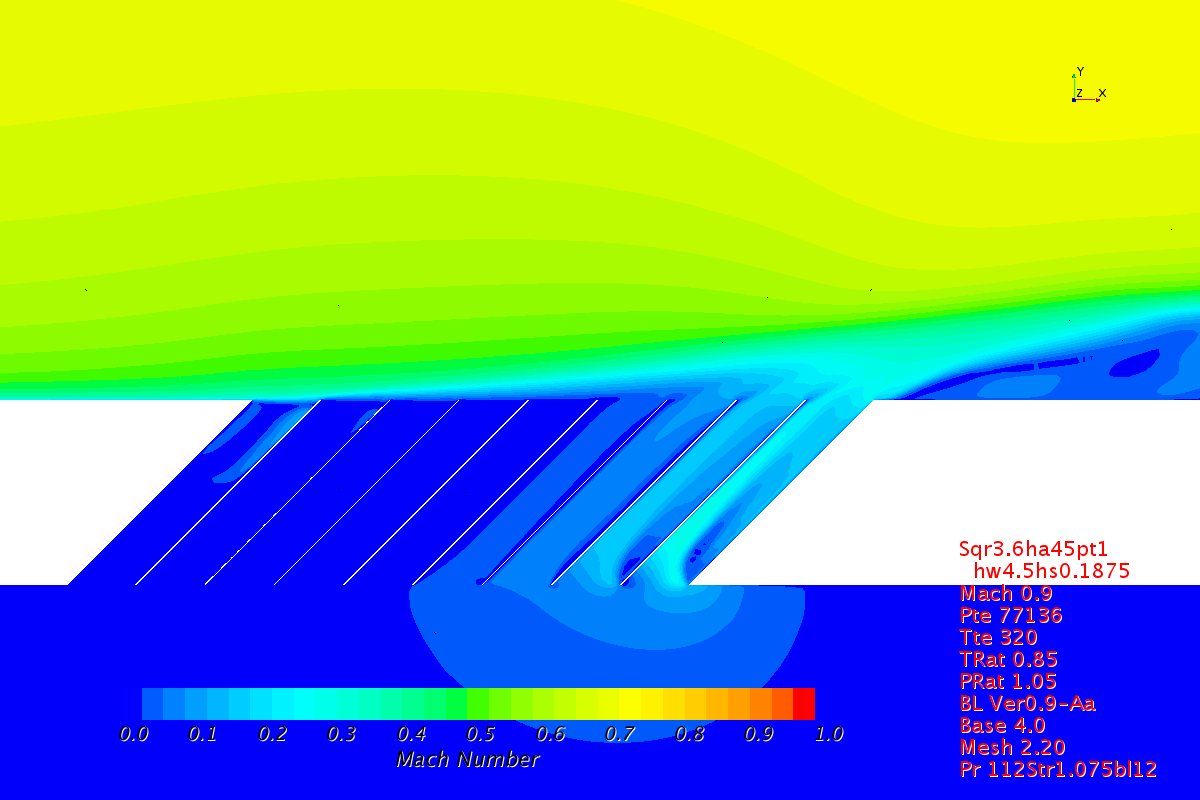 Y
Z X
Sqr3.6ha45pt1
hw4.5hs0.1875
Mach 0.9
Pte 77136
Tte 320
TRat 0.85
PRat 1.05
BL Ver0.9-Aa
Base 4.0
Mesh 2.20
Pr 112Str1.075bl12
0.0 0.1 0.2 0.3 0.4 0.5 0.6 0.7 0.8 0.9 1.0
Mach Number